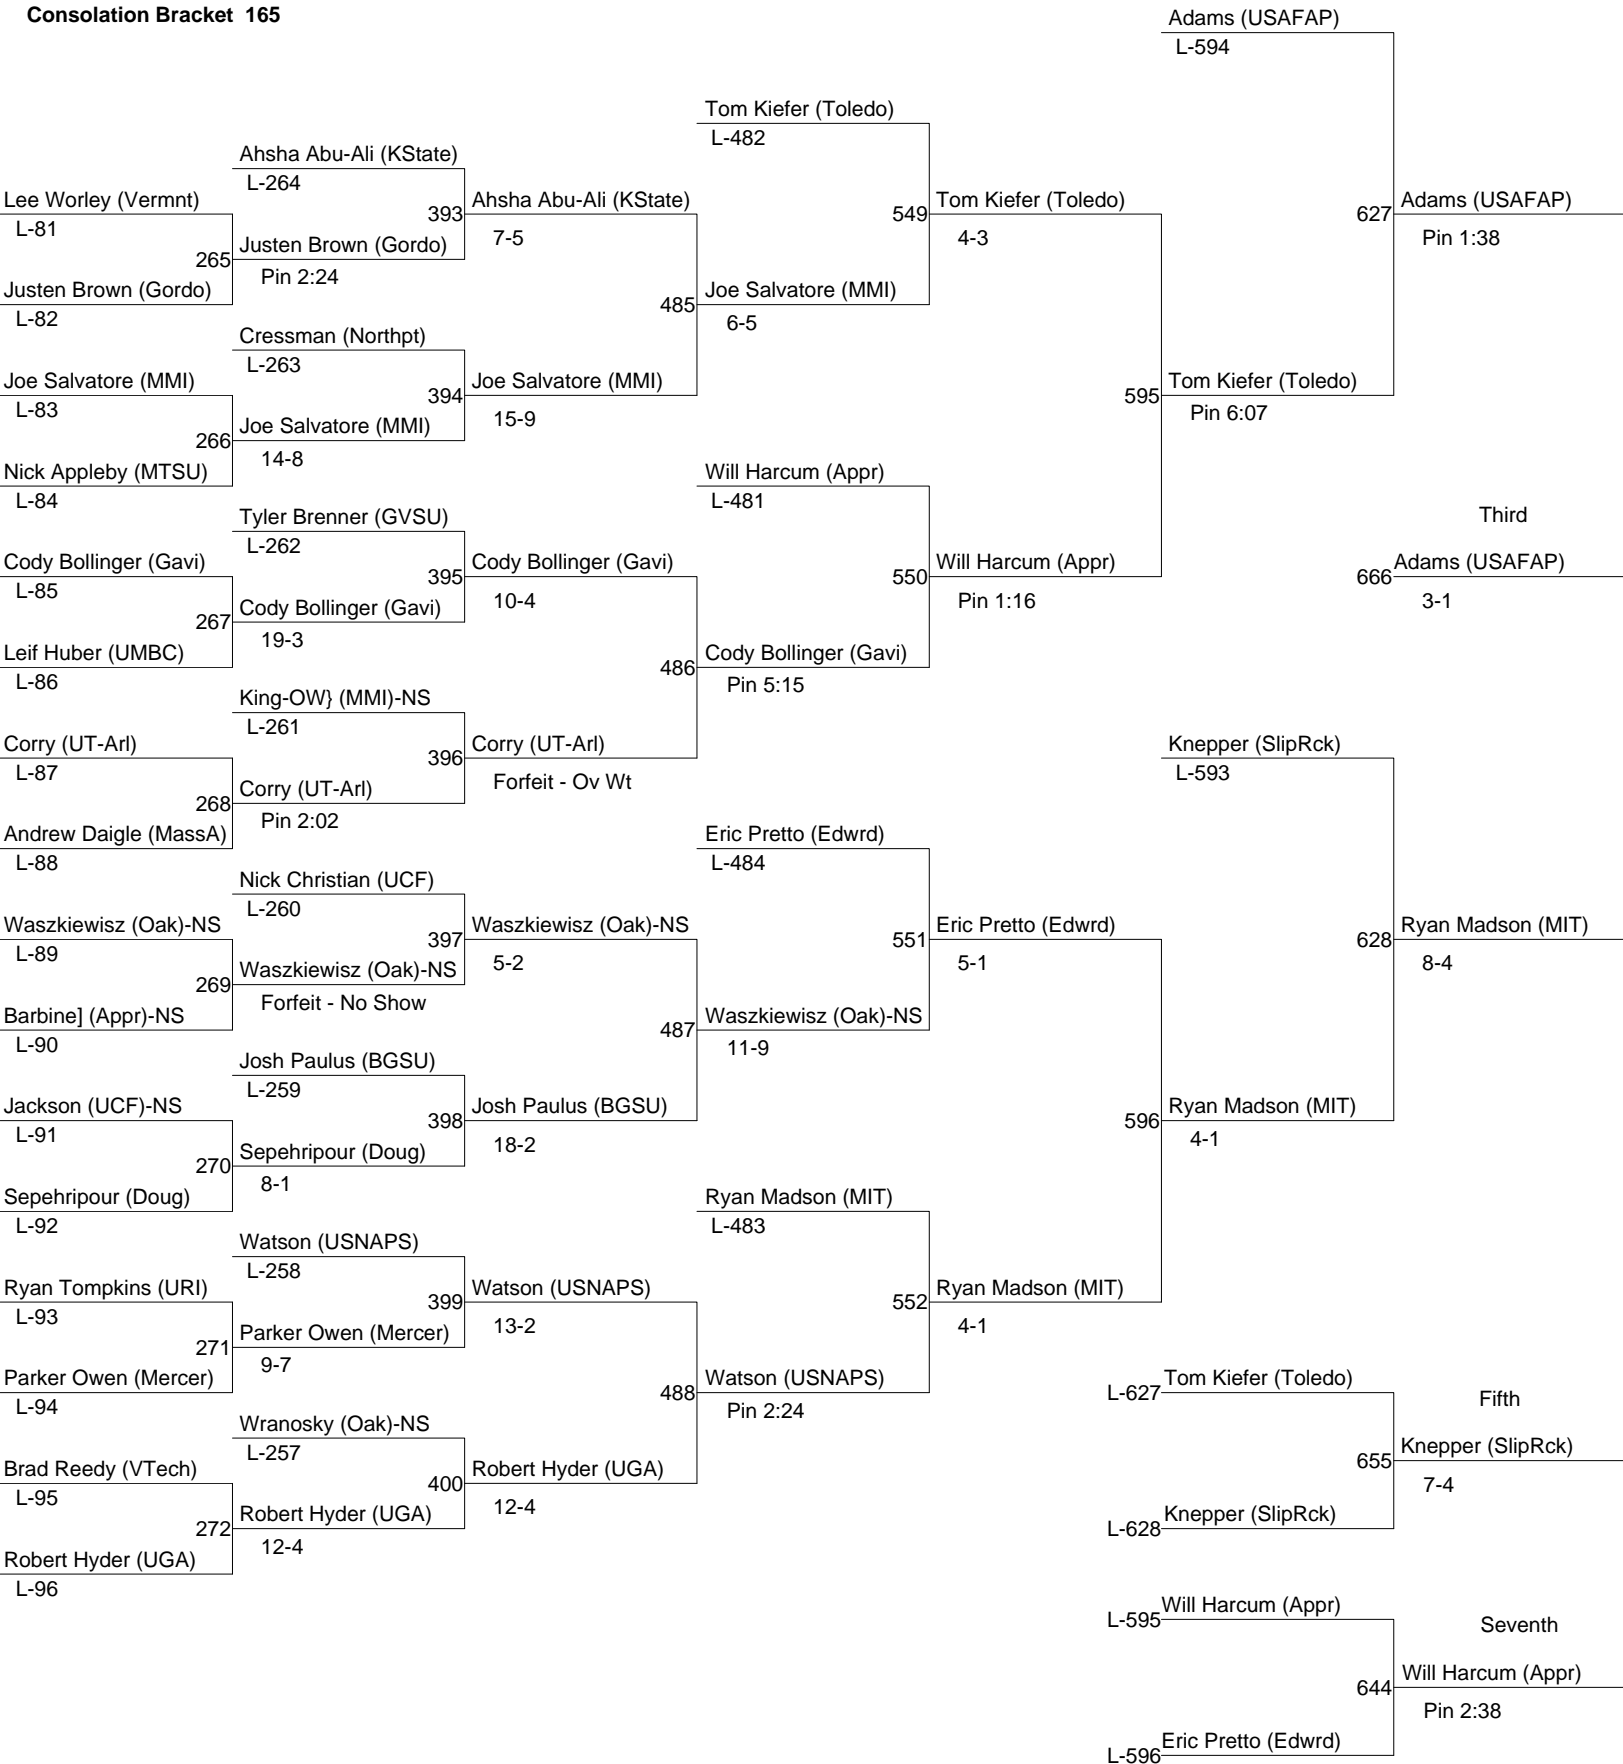 Consolation Bracket 165
Adams (USAFAP)
L-594
Tom Kiefer (Toledo)
L-482
Ahsha Abu-Ali (KState)
L-264
Lee Worley (Vermnt)
L-81
393
Ahsha Abu-Ali (KState)
7-5
549
Tom Kiefer (Toledo)
4-3
627
Adams (USAFAP)
Pin 1:38
265
Justen Brown (Gordo)
Pin 2:24
Justen Brown (Gordo)
L-82
485
Joe Salvatore (MMI)
6-5
Cressman (Northpt)
L-263
Joe Salvatore (MMI)
L-83
394
Joe Salvatore (MMI)
15-9
595
Tom Kiefer (Toledo)
Pin 6:07
266
Joe Salvatore (MMI)
14-8
Nick Appleby (MTSU)
L-84
Will Harcum (Appr)
L-481
Tyler Brenner (GVSU)
L-262
Third
Cody Bollinger (Gavi)
L-85
395
Cody Bollinger (Gavi)
10-4
550
Will Harcum (Appr)
Pin 1:16
666
Adams (USAFAP)
3-1
267
Cody Bollinger (Gavi)
19-3
Leif Huber (UMBC)
L-86
486
Cody Bollinger (Gavi)
Pin 5:15
King-OW} (MMI)-NS
L-261
Corry (UT-Arl)
L-87
396
Corry (UT-Arl)
Forfeit - Ov Wt
Knepper (SlipRck)
L-593
268
Corry (UT-Arl)
Pin 2:02
Andrew Daigle (MassA)
L-88
Eric Pretto (Edwrd)
L-484
Nick Christian (UCF)
L-260
Waszkiewisz (Oak)-NS
L-89
397
Waszkiewisz (Oak)-NS
5-2
551
Eric Pretto (Edwrd)
5-1
628
Ryan Madson (MIT)
8-4
269
Waszkiewisz (Oak)-NS
Forfeit - No Show
Barbine] (Appr)-NS
L-90
487
Waszkiewisz (Oak)-NS
11-9
Josh Paulus (BGSU)
L-259
Jackson (UCF)-NS
L-91
398
Josh Paulus (BGSU)
18-2
596
Ryan Madson (MIT)
4-1
270
Sepehripour (Doug)
8-1
Sepehripour (Doug)
L-92
Ryan Madson (MIT)
L-483
Watson (USNAPS)
L-258
Ryan Tompkins (URI)
L-93
399
Watson (USNAPS)
13-2
552
Ryan Madson (MIT)
4-1
271
Parker Owen (Mercer)
9-7
Parker Owen (Mercer)
L-94
488
Watson (USNAPS)
Pin 2:24
L-627
Tom Kiefer (Toledo)
Fifth
Wranosky (Oak)-NS
L-257
655
Knepper (SlipRck)
7-4
Brad Reedy (VTech)
L-95
400
Robert Hyder (UGA)
12-4
272
Robert Hyder (UGA)
12-4
L-628
Knepper (SlipRck)
Robert Hyder (UGA)
L-96
L-595
Will Harcum (Appr)
Seventh
644
Will Harcum (Appr)
Pin 2:38
L-596
Eric Pretto (Edwrd)